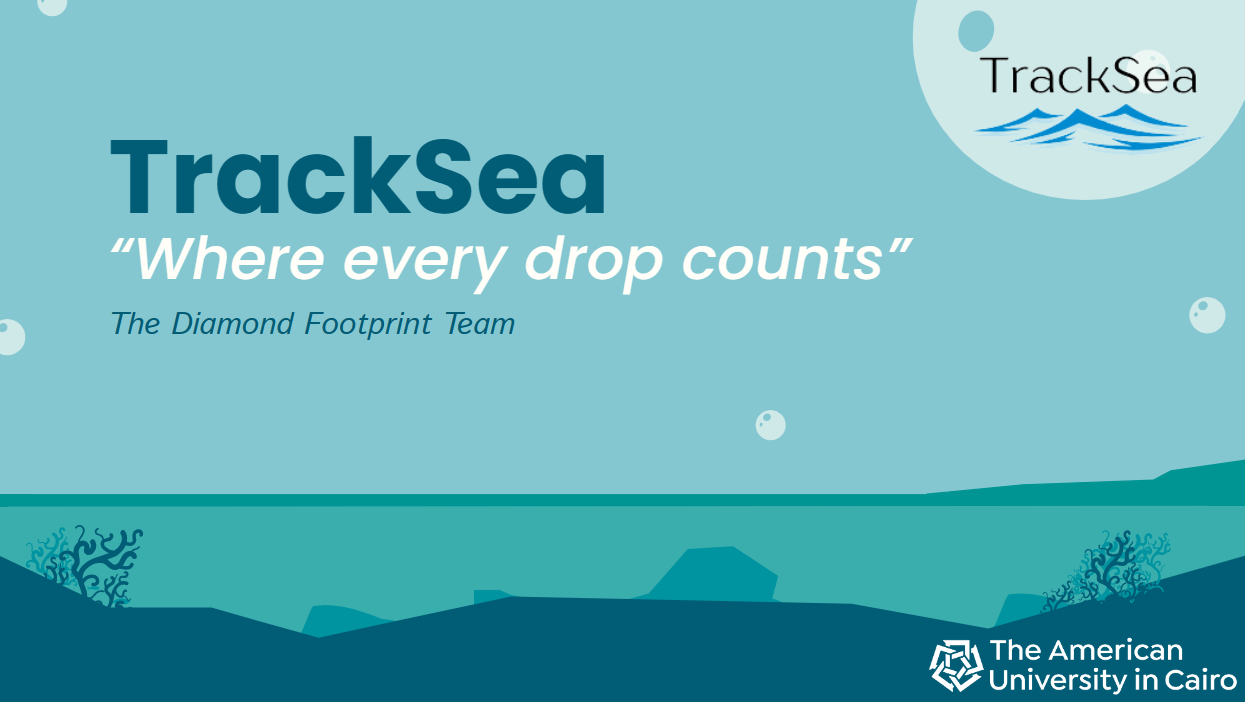 TrackSea
TrackSea
“Where every drop counts”
The Diamond Footprint Team
The American
University in Cairo